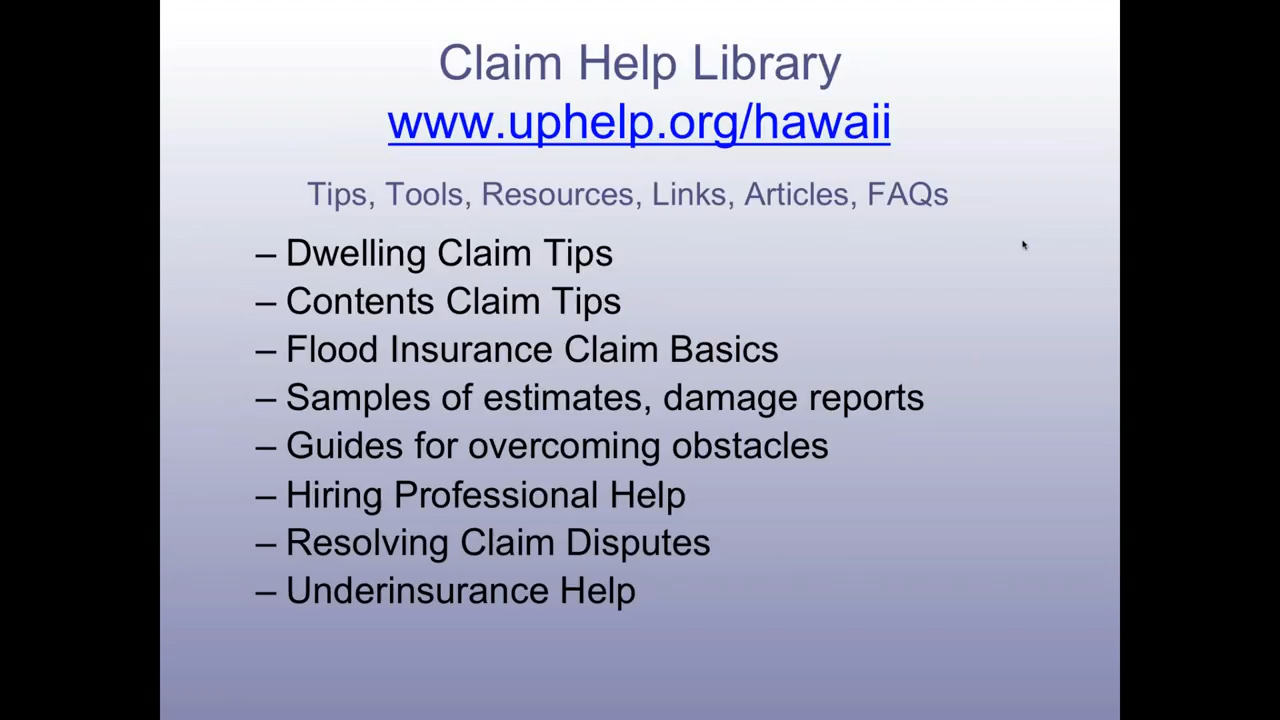 Claim Help Library
www.uphelp.org/hawaii
Tips, Tools, Resources, Links, Articles, FAQs
– Dwelling Claim Tips
– Contents Claim Tips
– Flood Insurance Claim Basics
– Samples of estimates, damage reports
– Guides for overcoming obstacles
– Hiring Professional Help
– Resolving Claim Disputes
– Underinsurance Help